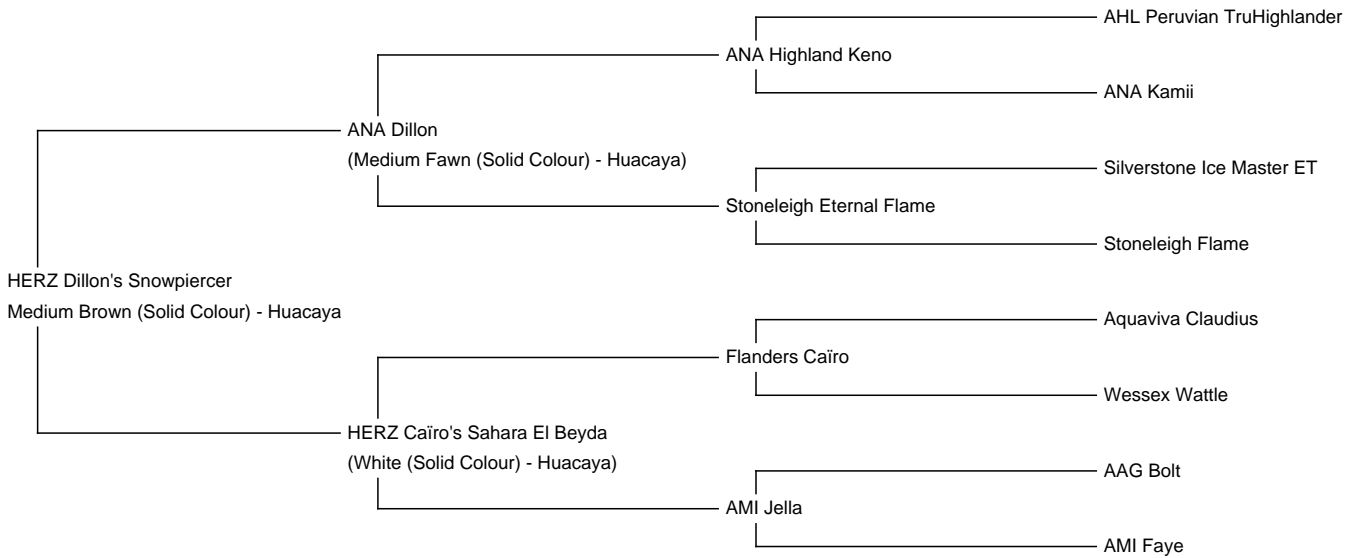 AHL Peruvian TruHighlander
ANA Highland Keno
ANA Kamii
ANA Dillon
(Medium Fawn (Solid Colour) - Huacaya)
Silverstone Ice Master ET
Stoneleigh Eternal Flame
Stoneleigh Flame
HERZ Dillon's Snowpiercer
Medium Brown (Solid Colour) - Huacaya
Aquaviva Claudius
Flanders Caïro
Wessex Wattle
HERZ Caïro's Sahara El Beyda
(White (Solid Colour) - Huacaya)
AAG Bolt
AMI Jella
AMI Faye